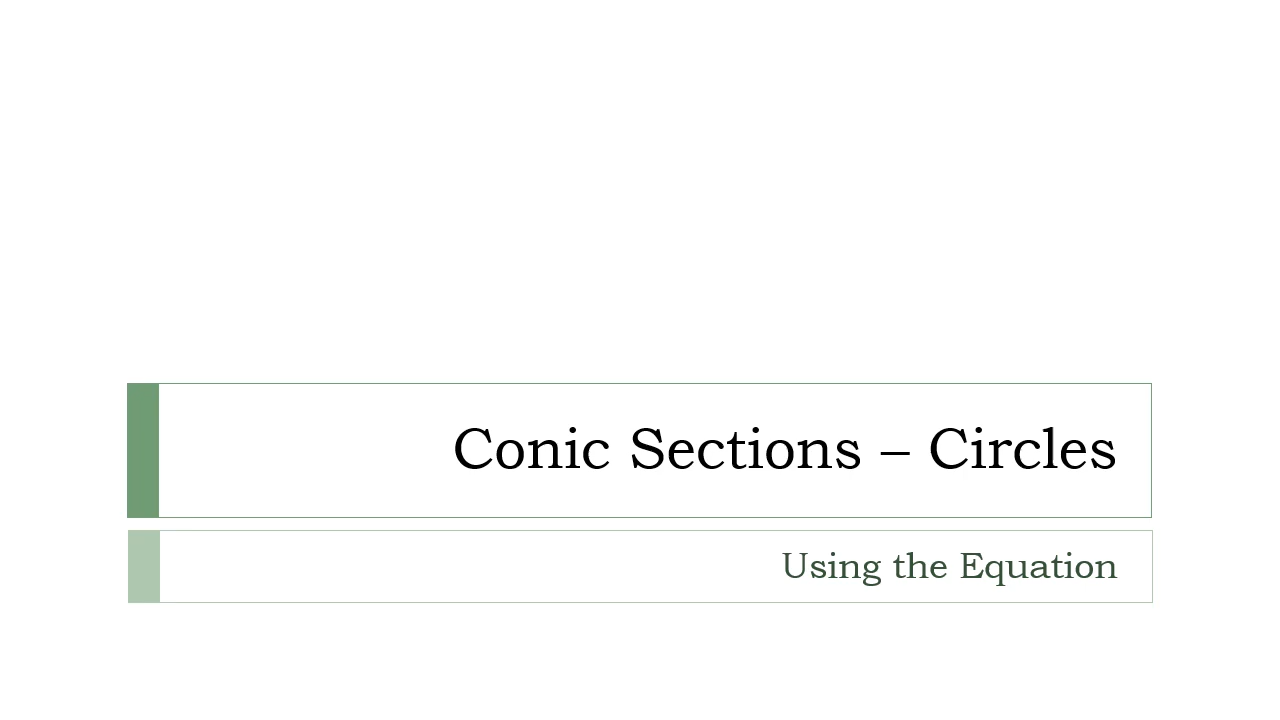 Conic Sections – Circles
Using the Equation